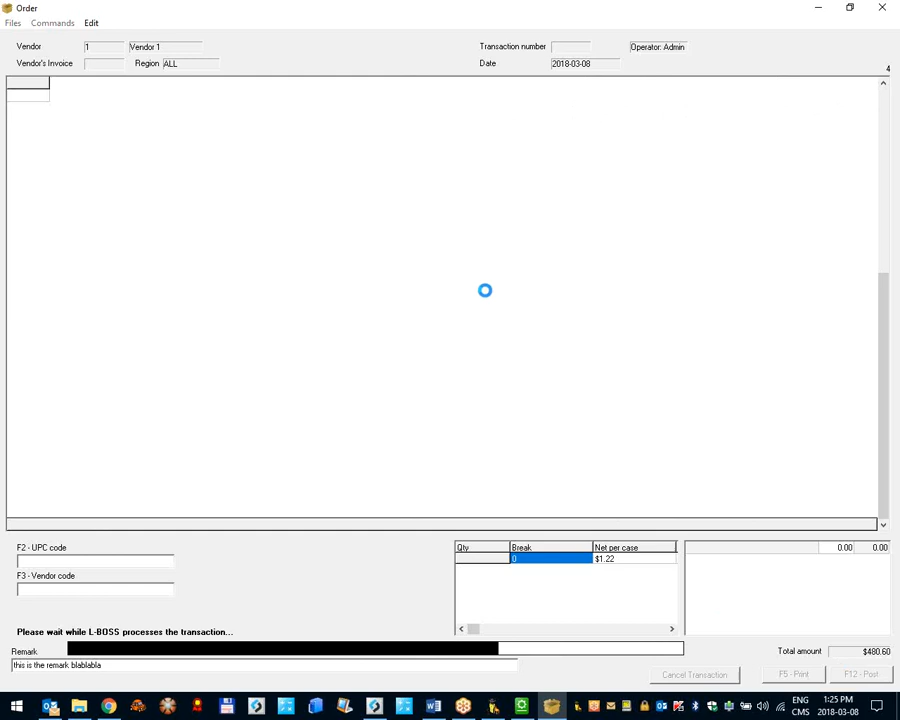 Order
Files Commands Edit
Vendor 1 Vendor 1 Transaction number Operator: Admin
Vendor's Invoice Region ALL Date 2018-03-08
4
F2 - UPC code
F3 - Vendor code
Qty Break Net per case
0 $1.22
0.00 0.00
Please wait while L-BOSS processes the transaction...
Remark
this is the remark blablabla
Total amount $480.60
Cancel Transaction F5 - Print F12 - Post
ENG 1:25 PM
CMS 2018-03-08